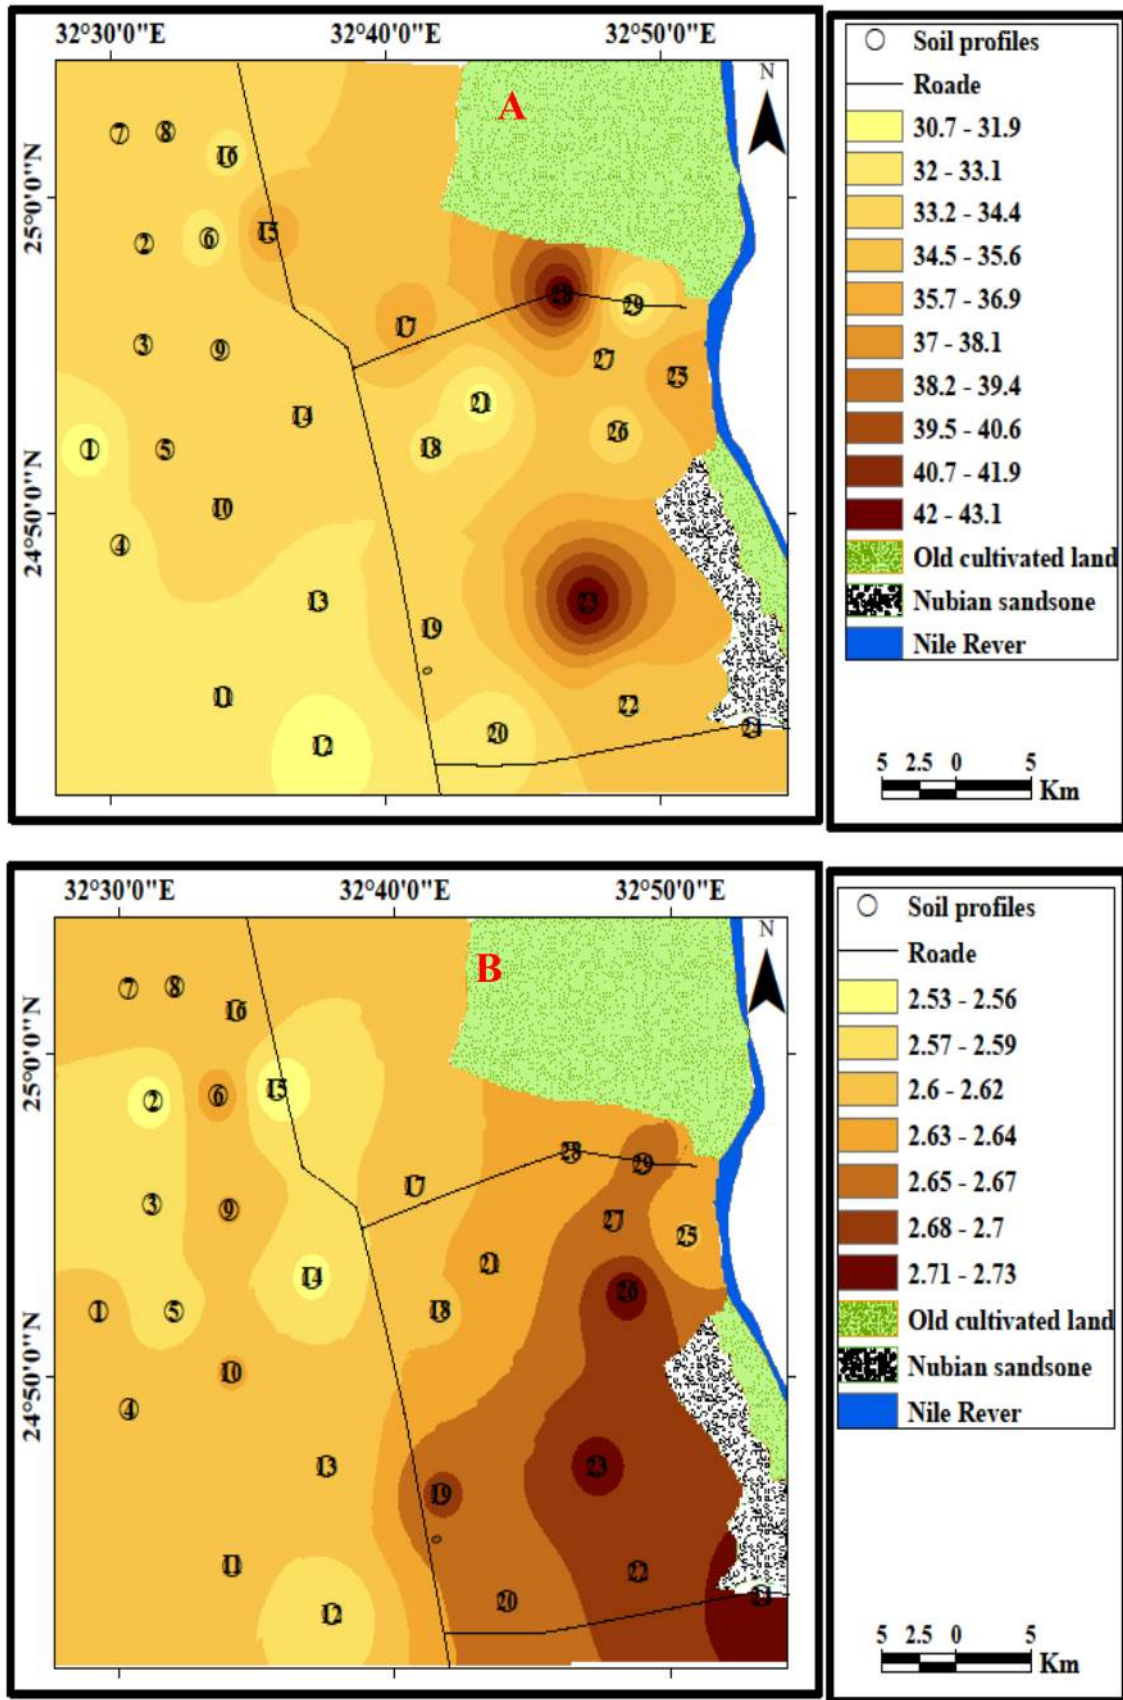 32°30'0"E 32°40'0"E 32°50'0"E
N
A
25°0'0"N
24°50'0"N
7 8 16
2 6 15
28 29
17
3 9 27 25
21
14 26
1 5 18
10
4
13 23
19
11 22
12 20 24
Soil profiles
Roade
30.7 - 31.9
32 - 33.1
33.2 - 34.4
34.5 - 35.6
35.7 - 36.9
37 - 38.1
38.2 - 39.4
39.5 - 40.6
40.7 - 41.9
42 - 43.1
Old cultivated land
Nubian sandsone
Nile Rever
5 2.5 0 5
Km
32°30'0"E 32°40'0"E 32°50'0"E
N
B
25°0'0"N
24°50'0"N
7 8 16
2 6 15
28 29
17
3 9 27 25
21
14 26
1 5 18
10
4
13 23
19
11 22
12 20 24
Soil profiles
Roade
2.53 - 2.56
2.57 - 2.59
2.6 - 2.62
2.63 - 2.64
2.65 - 2.67
2.68 - 2.7
2.71 - 2.73
Old cultivated land
Nubian sandsone
Nile Rever
5 2.5 0 5
Km